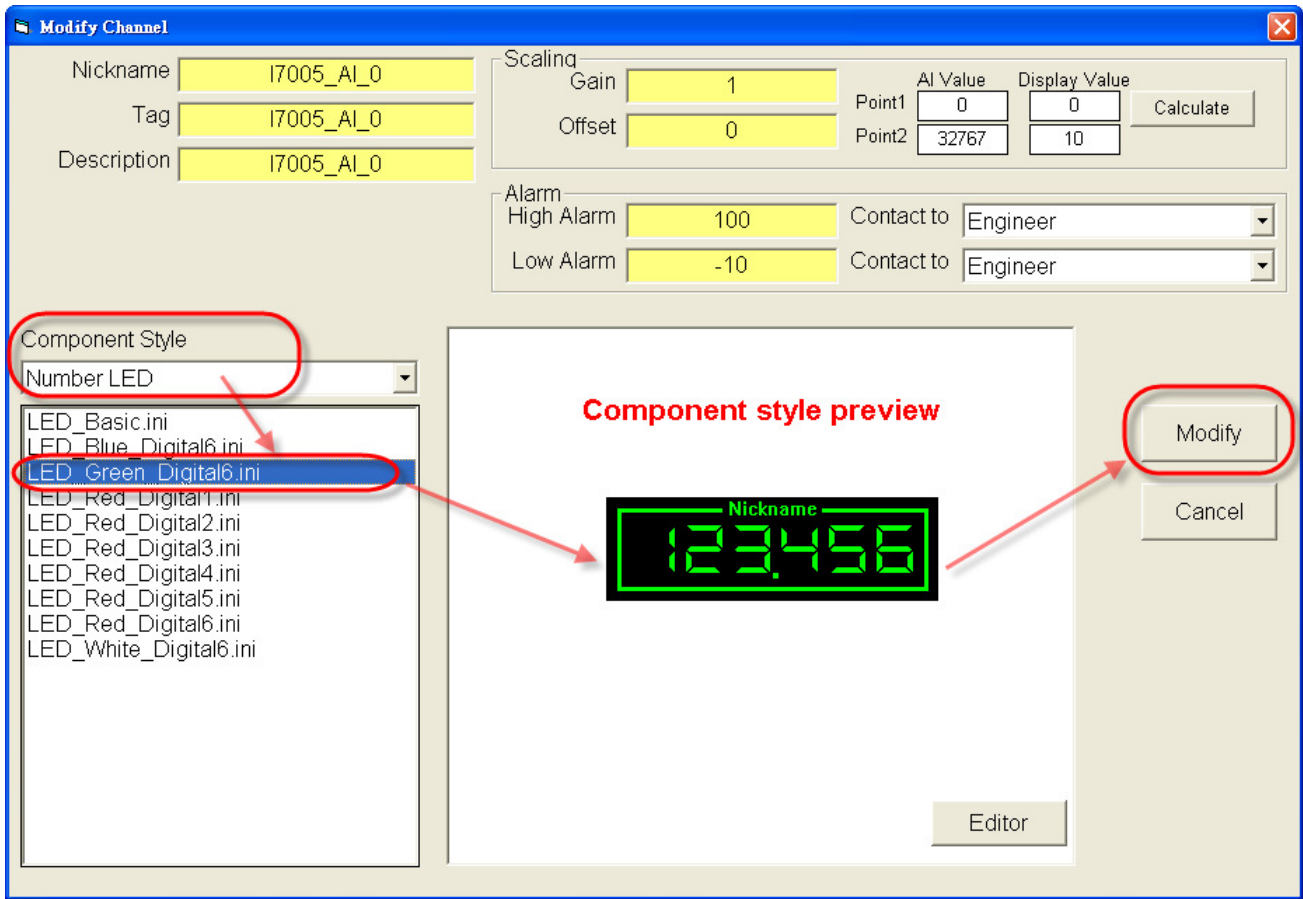 Modify Channel
Nickname I7005_AI_0
Tag I7005_AI_0
Description I7005_AI_0
Scaling
Gain 1
Offset 0
AI Value Display Value
Point1 0 0
Point2 32767 10
Calculate
Alarm
High Alarm 100 Contact to Engineer
Low Alarm -10 Contact to Engineer
Component Style
Number LED
LED_Basic.ini
LED_Blue_Digital6.ini
LED_Green_Digital6.ini
LED_Red_Digital1.ini
LED_Red_Digital2.ini
LED_Red_Digital3.ini
LED_Red_Digital4.ini
LED_Red_Digital5.ini
LED_Red_Digital6.ini
LED_White_Digital6.ini
Component style preview
Nickname
123.456
Editor
Modify
Cancel